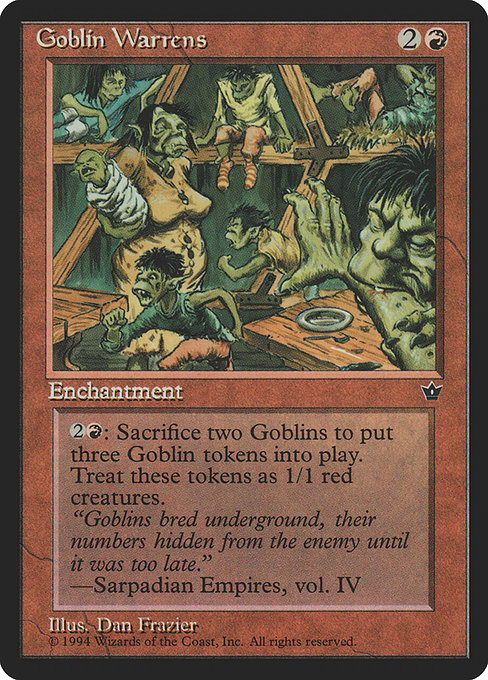 Goblin Warrens 2
Enchantment
2: Sacrifice two Goblins to put
three Goblin tokens into play.
Treat these tokens as 1/1 red
creatures.
“Goblins bred underground, their
numbers hidden from the enemy until
it was too late.”
—Sarpadian Empires, vol. IV
Illus. Dan Frazier
© 1994 Wizards of the Coast, Inc. All rights reserved.